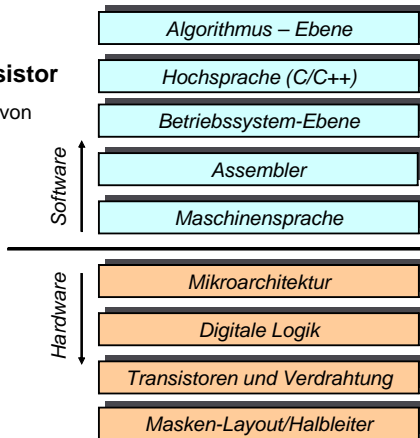 Algorithmus – Ebene
Hochsprache (C/C++)
von
Betriebssystem-Ebene
Assembler
Software
Maschinensprache
Mikroarchitektur
Hardware
Digitale Logik
Transistoren und Verdrahtung
Masken-Layout/Halbleiter